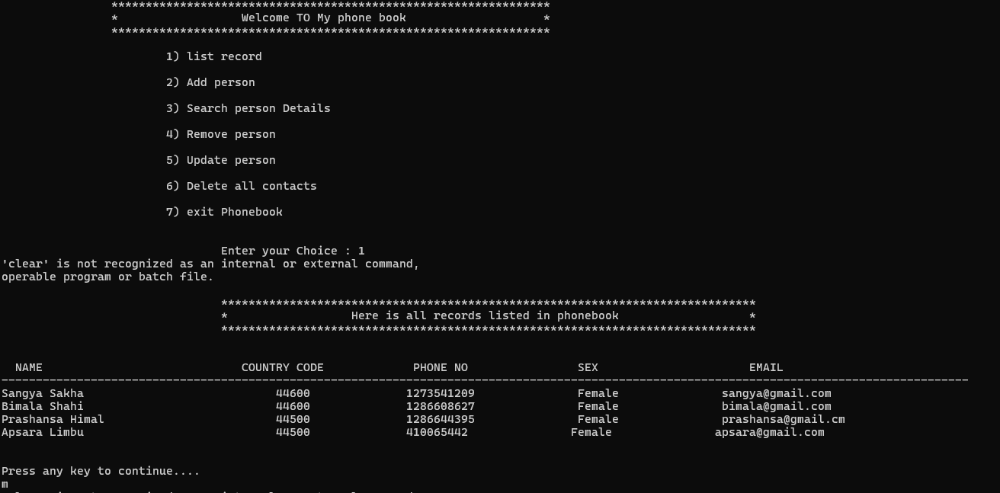 ****************************************************************
* Welcome TO My phone book *
****************************************************************
1) list record
2) Add person
3) Search person Details
4) Remove person
5) Update person
6) Delete all contacts
7) exit Phonebook
Enter your Choice : 1
'clear' is not recognized as an internal or external command,
operable program or batch file.
******************************************************************************
* Here is all records listed in phonebook *
******************************************************************************
NAME COUNTRY CODE PHONE NO SEX EMAIL
---------------------------------------------------------------------------------------------------------------------------------------------
Sangya Sakha 44600 1273541209 Female sangya@gmail.com
Bimala Shahi 44600 1286608627 Female bimala@gmail.com
Prashansa Himal 44500 1286644395 Female prashansa@gmail.cm
Apsara Limbu 44500 410065442 Female apsara@gmail.com
Press any key to continue....
m